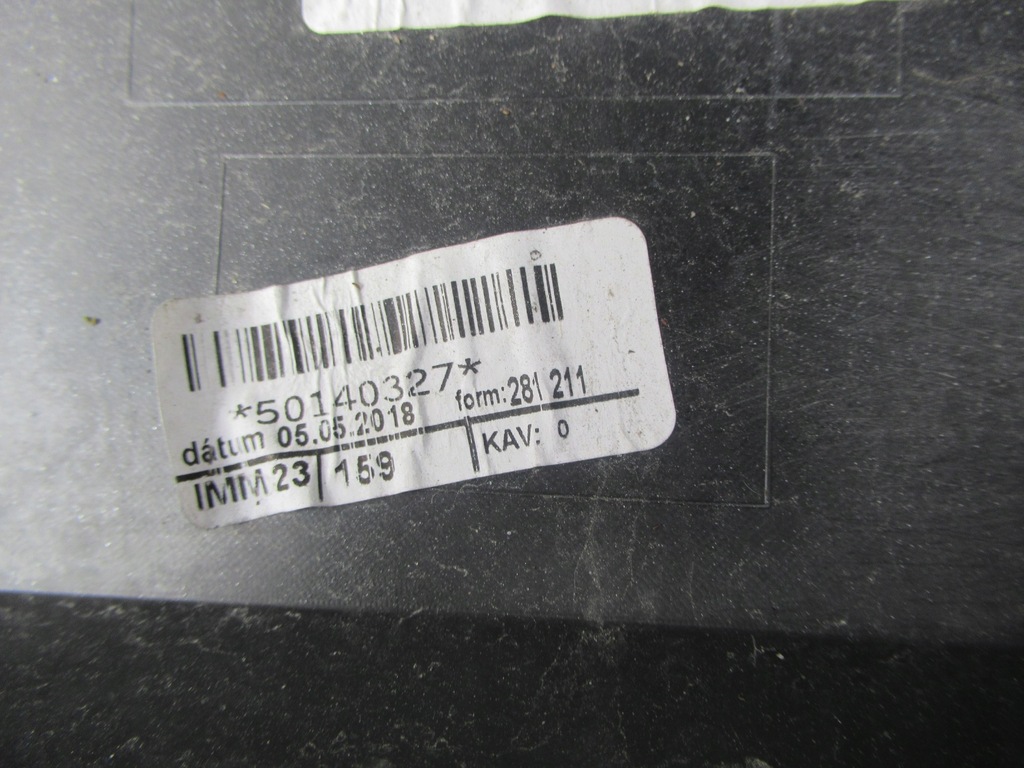 *50140327*
dátum 05.05.2018 form: 281 211
IMM23 159 KAV: 0